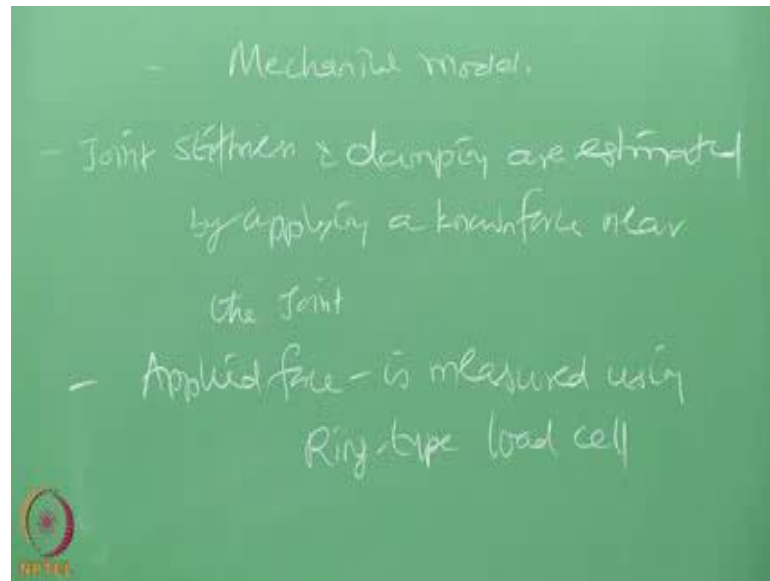 - Mechanical model.
- Joint stiffness & damping are estimated
by applying a known force near
the Joint
- Applied force - is measured using
Ring-type load cell
NPTEL